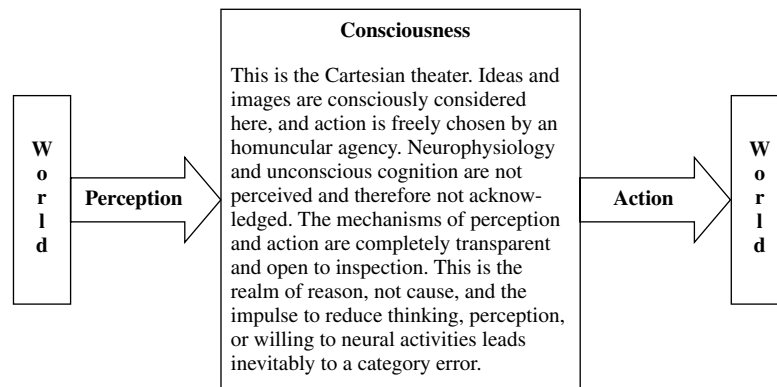 World
Perception
Consciousness
This is the Cartesian theater. Ideas and
images are consciously considered
here, and action is freely chosen by an
homuncular agency. Neurophysiology
and unconscious cognition are not
perceived and therefore not acknow-
ledged. The mechanisms of perception
and action are completely transparent
and open to inspection. This is the
realm of reason, not cause, and the
impulse to reduce thinking, perception,
or willing to neural activities leads
inevitably to a category error.
Action
World